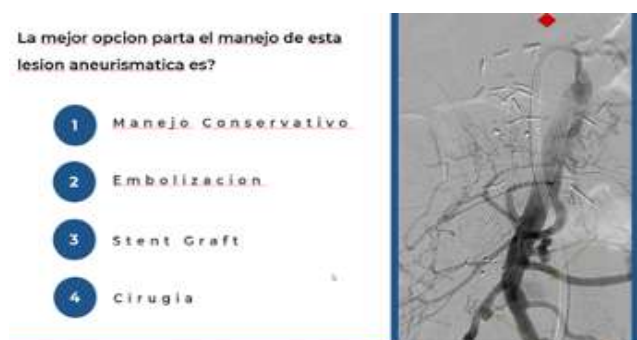 La mejor opcion parta el manejo de esta
lesion aneurismatica es?
1 Manejo Conservativo
2 Embolizacion
3 Stent Graft
4 Cirugia